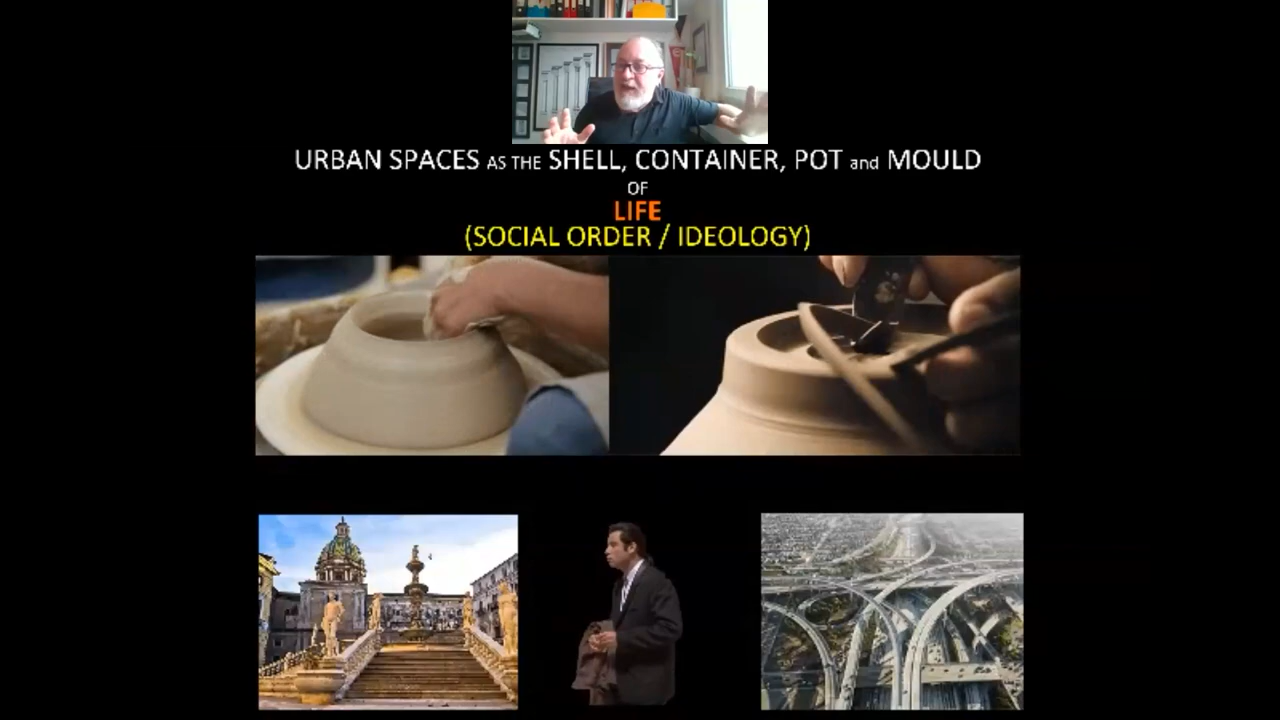 URBAN SPACES AS THE SHELL, CONTAINER, POT and MOULD
OF
LIFE
(SOCIAL ORDER / IDEOLOGY)